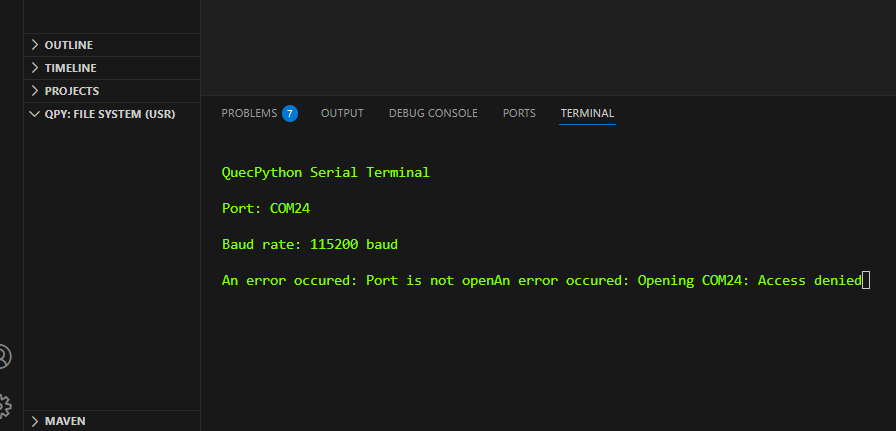 OUTLINE
TIMELINE
PROJECTS
QPY: FILE SYSTEM (USR)
MAVEN
PROBLEMS 7 OUTPUT DEBUG CONSOLE PORTS TERMINAL
QuecPython Serial Terminal
Port: COM24
Baud rate: 115200 baud
An error occured: Port is not openAn error occured: Opening COM24: Access denied